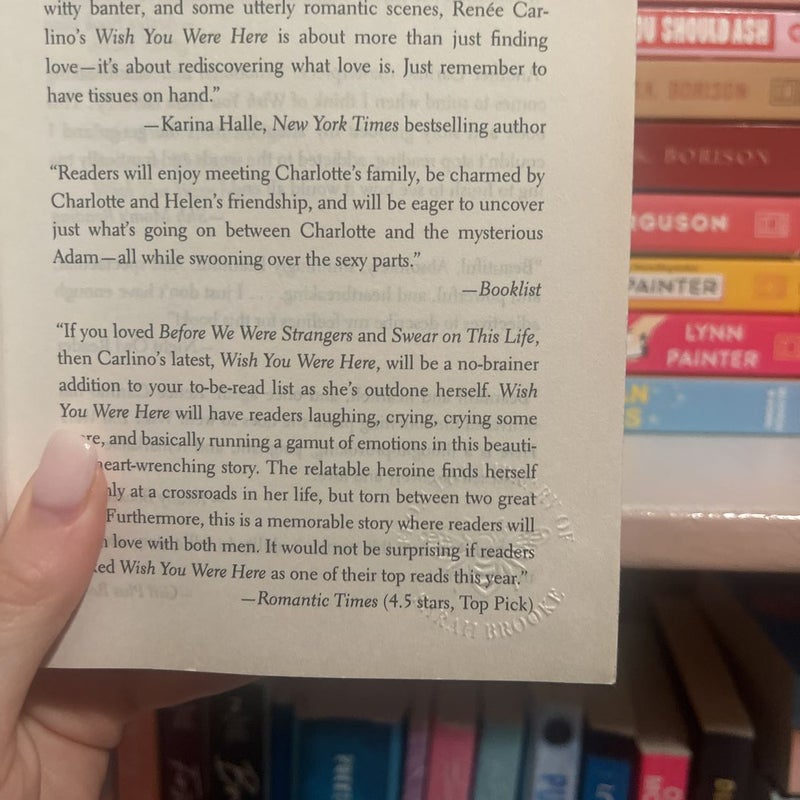 witty banter, and some utterly romantic scenes, Renée Car-
lino's Wish You Were Here is about more than just finding
love—it's about rediscovering what love is. Just remember to
have tissues on hand."
—Karina Halle, New York Times bestselling author
"Readers will enjoy meeting Charlotte's family, be charmed by
Charlotte and Helen's friendship, and will be eager to uncover
just what's going on between Charlotte and the mysterious
Adam—all while swooning over the sexy parts."
—Booklist
"If you loved Before We Were Strangers and Swear on This Life,
then Carlino's latest, Wish You Were Here, will be a no-brainer
addition to your to-be-read list as she's outdone herself. Wish
You Were Here will have readers laughing, crying, crying some
and basically running a gamut of emotions in this beauti-
heart-wrenching story. The relatable heroine finds herself
at a crossroads in her life, but torn between two great
Furthermore, this is a memorable story where readers will
love with both men. It would not be surprising if readers
Wish You Were Here as one of their top reads this year."
—Romantic Times (4.5 stars, Top Pick)
OF
SARAH BROOKE
U SHOULD ASK
BORISON
BORISON
GUSON
PAINTER
LYNN
PAINTER